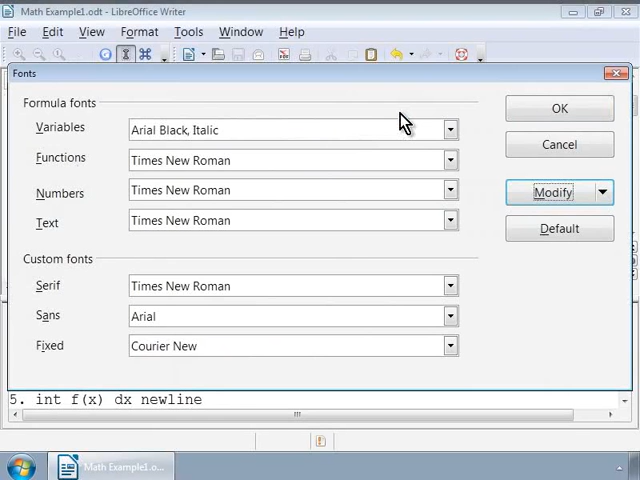 Math Example1.odt - LibreOffice Writer
File Edit View Format Tools Window Help
Fonts
Formula fonts
OK
Variables Arial Black, Italic
Cancel
Functions Times New Roman
Numbers Times New Roman
Modify
Text Times New Roman
Default
Custom fonts
Serif Times New Roman
Sans Arial
Fixed Courier New
5. int f(x) dx newline
Math Example1.o...